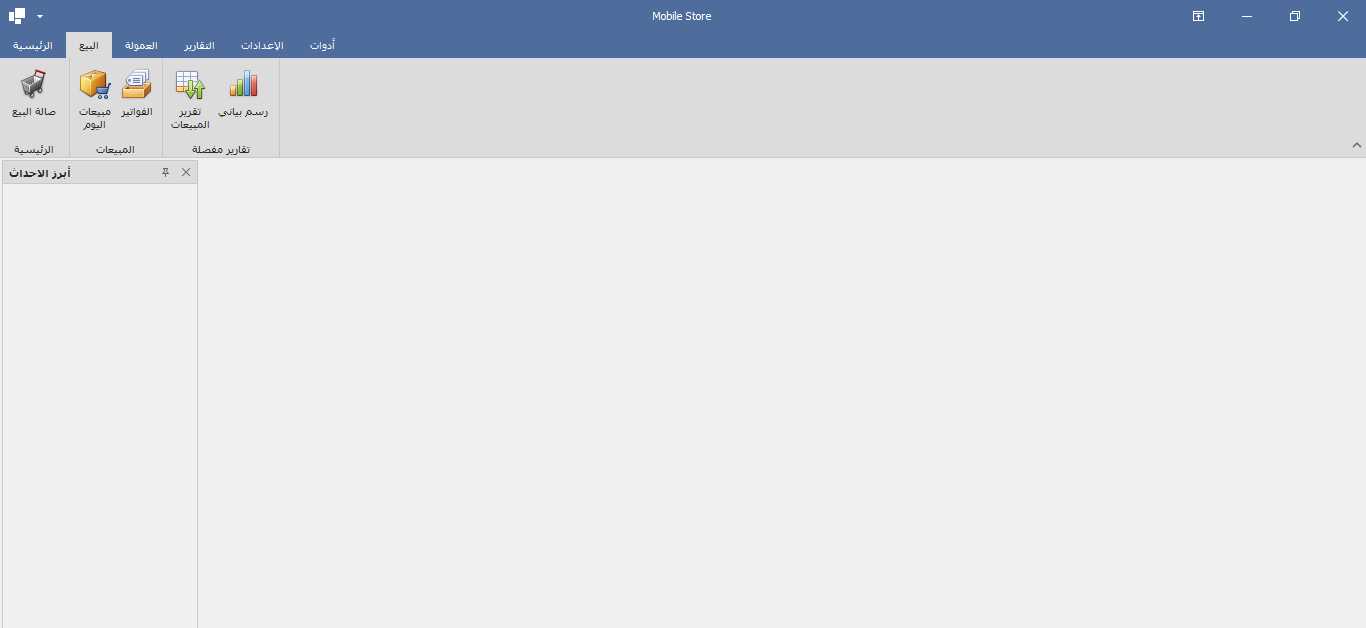 Mobile Store
الرئيسية
البيع
العمولة
التقارير
الإعدادات
أدوات
صالة البيع
الرئيسية
مبيعات
اليوم
الفواتير
المبيعات
تقرير
المبيعات
رسم بياني
تقارير مفصلة
أبرز الاحداث